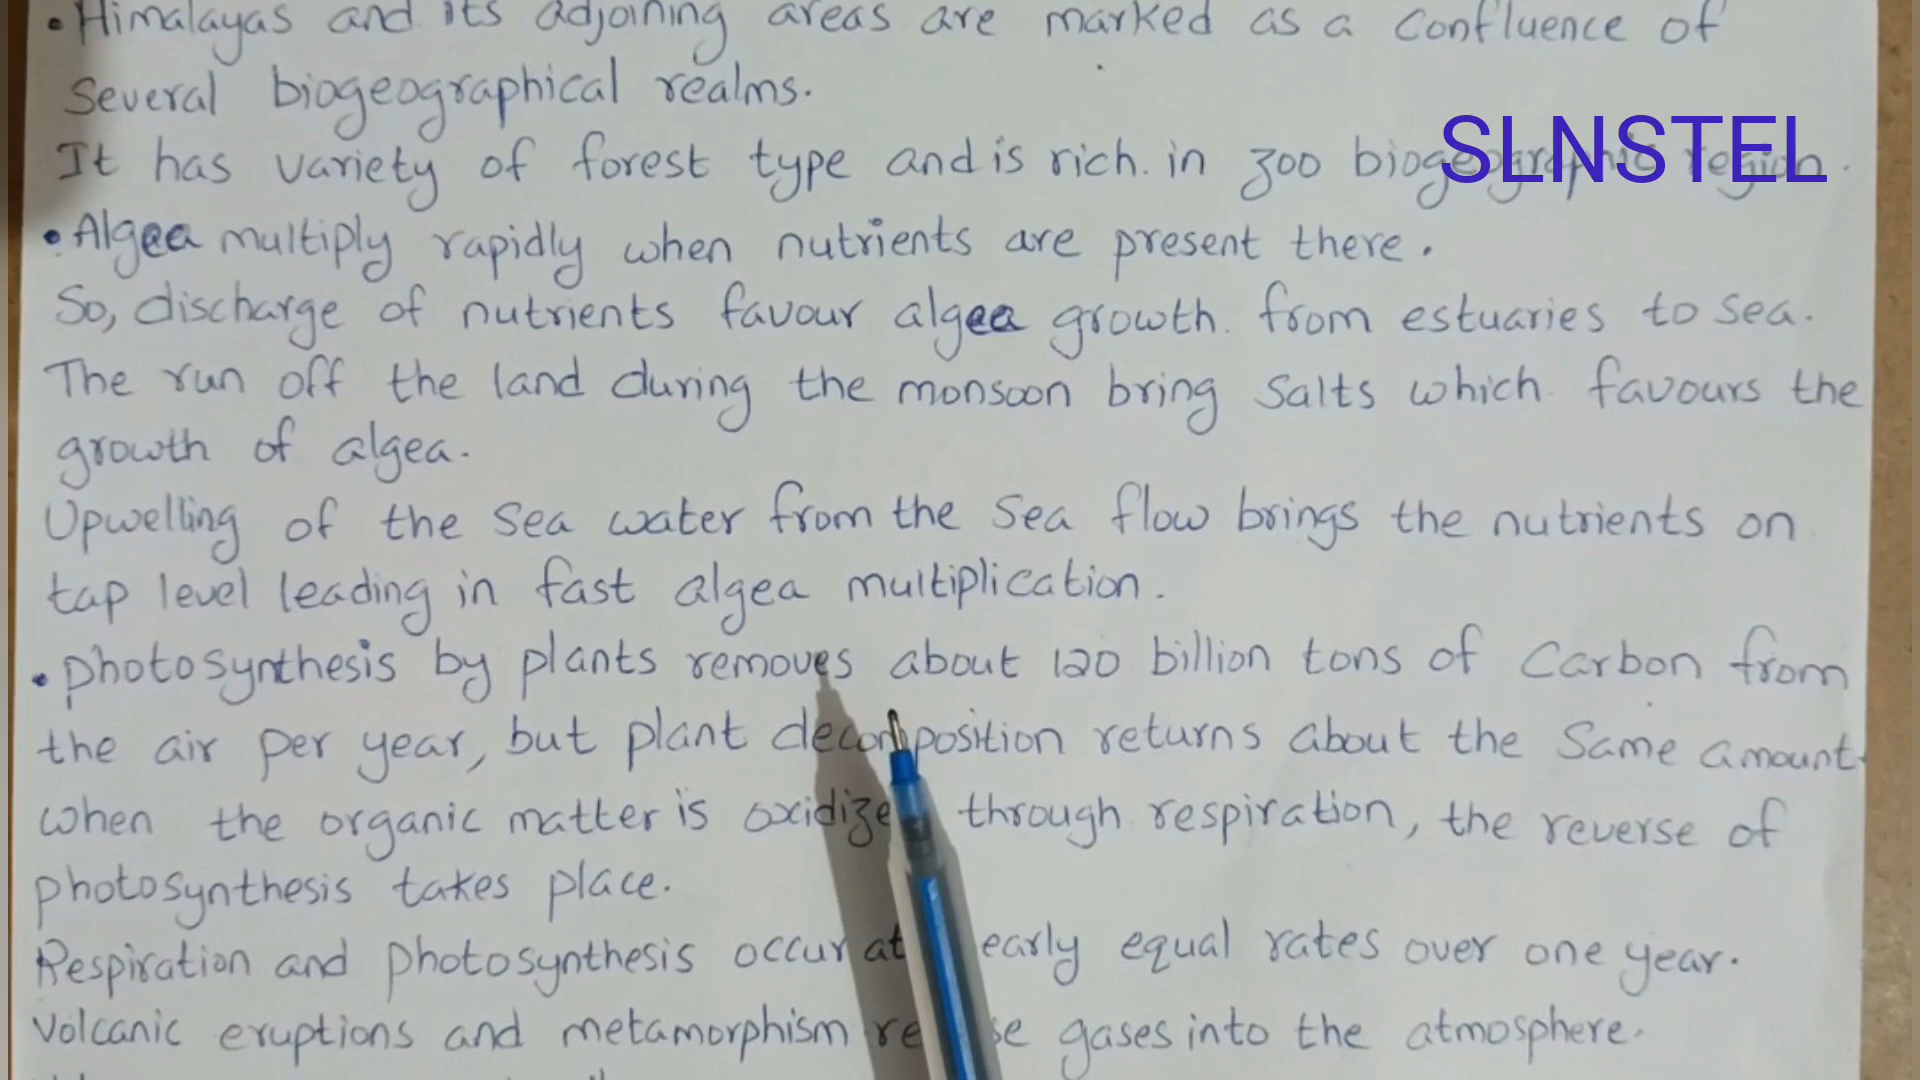 • Himalayas and its adjoining areas are marked as a confluence of
Several biogeographical realms.
SLNSTEL
It has variety of forest type and is rich in zoo biogeographic region.
• Algea multiply rapidly when nutrients are present there.
So, discharge of nutrients favour algea growth from estuaries to sea.
The run off the land during the monsoon bring salts which favours the
growth of algea.
Upwelling of the sea water from the sea flow brings the nutrients on
tap level leading in fast algea multiplication.
• photosynthesis by plants removes about 120 billion tons of carbon from
the air per year, but plant decomposition returns about the same amount
when the organic matter is oxidize through respiration, the reverse of
photosynthesis takes place.
Respiration and photosynthesis occur at early equal rates over one year.
Volcanic eruptions and metamorphism re se gases into the atmosphere.